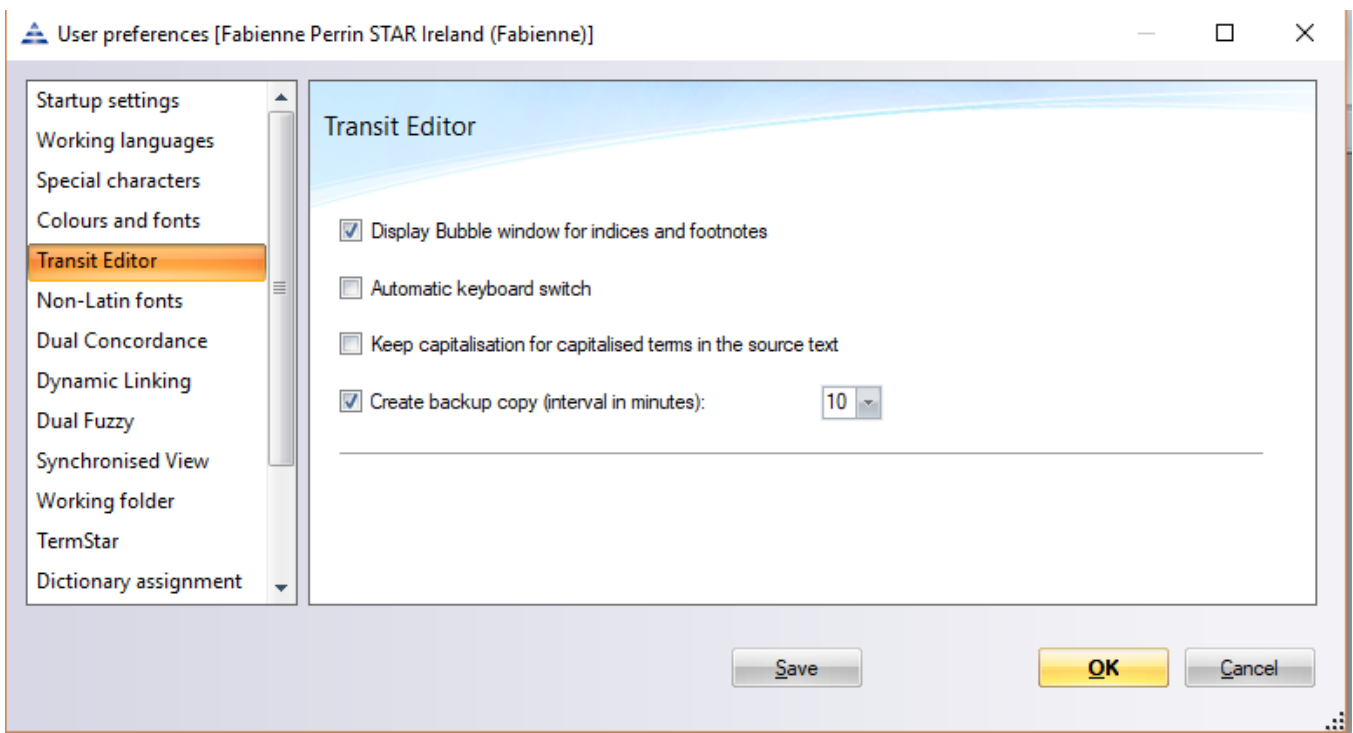 User preferences [Fabienne Perrin STAR Ireland (Fabienne)]
Startup settings
Working languages
Special characters
Colours and fonts
Transit Editor
Non-Latin fonts
Dual Concordance
Dynamic Linking
Dual Fuzzy
Synchronised View
Working folder
TermStar
Dictionary assignment
Transit Editor
Display Bubble window for indices and footnotes
Automatic keyboard switch
Keep capitalisation for capitalised terms in the source text
Create backup copy (interval in minutes): 10
Save OK Cancel